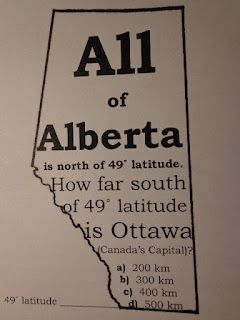 All
of
Alberta
is north of 49˚ latitude.
How far south
of 49˚ latitude
is Ottawa
(Canada's Capital)?
a) 200 km
b) 300 km
c) 400 km
d) 500 km
49˚ latitude